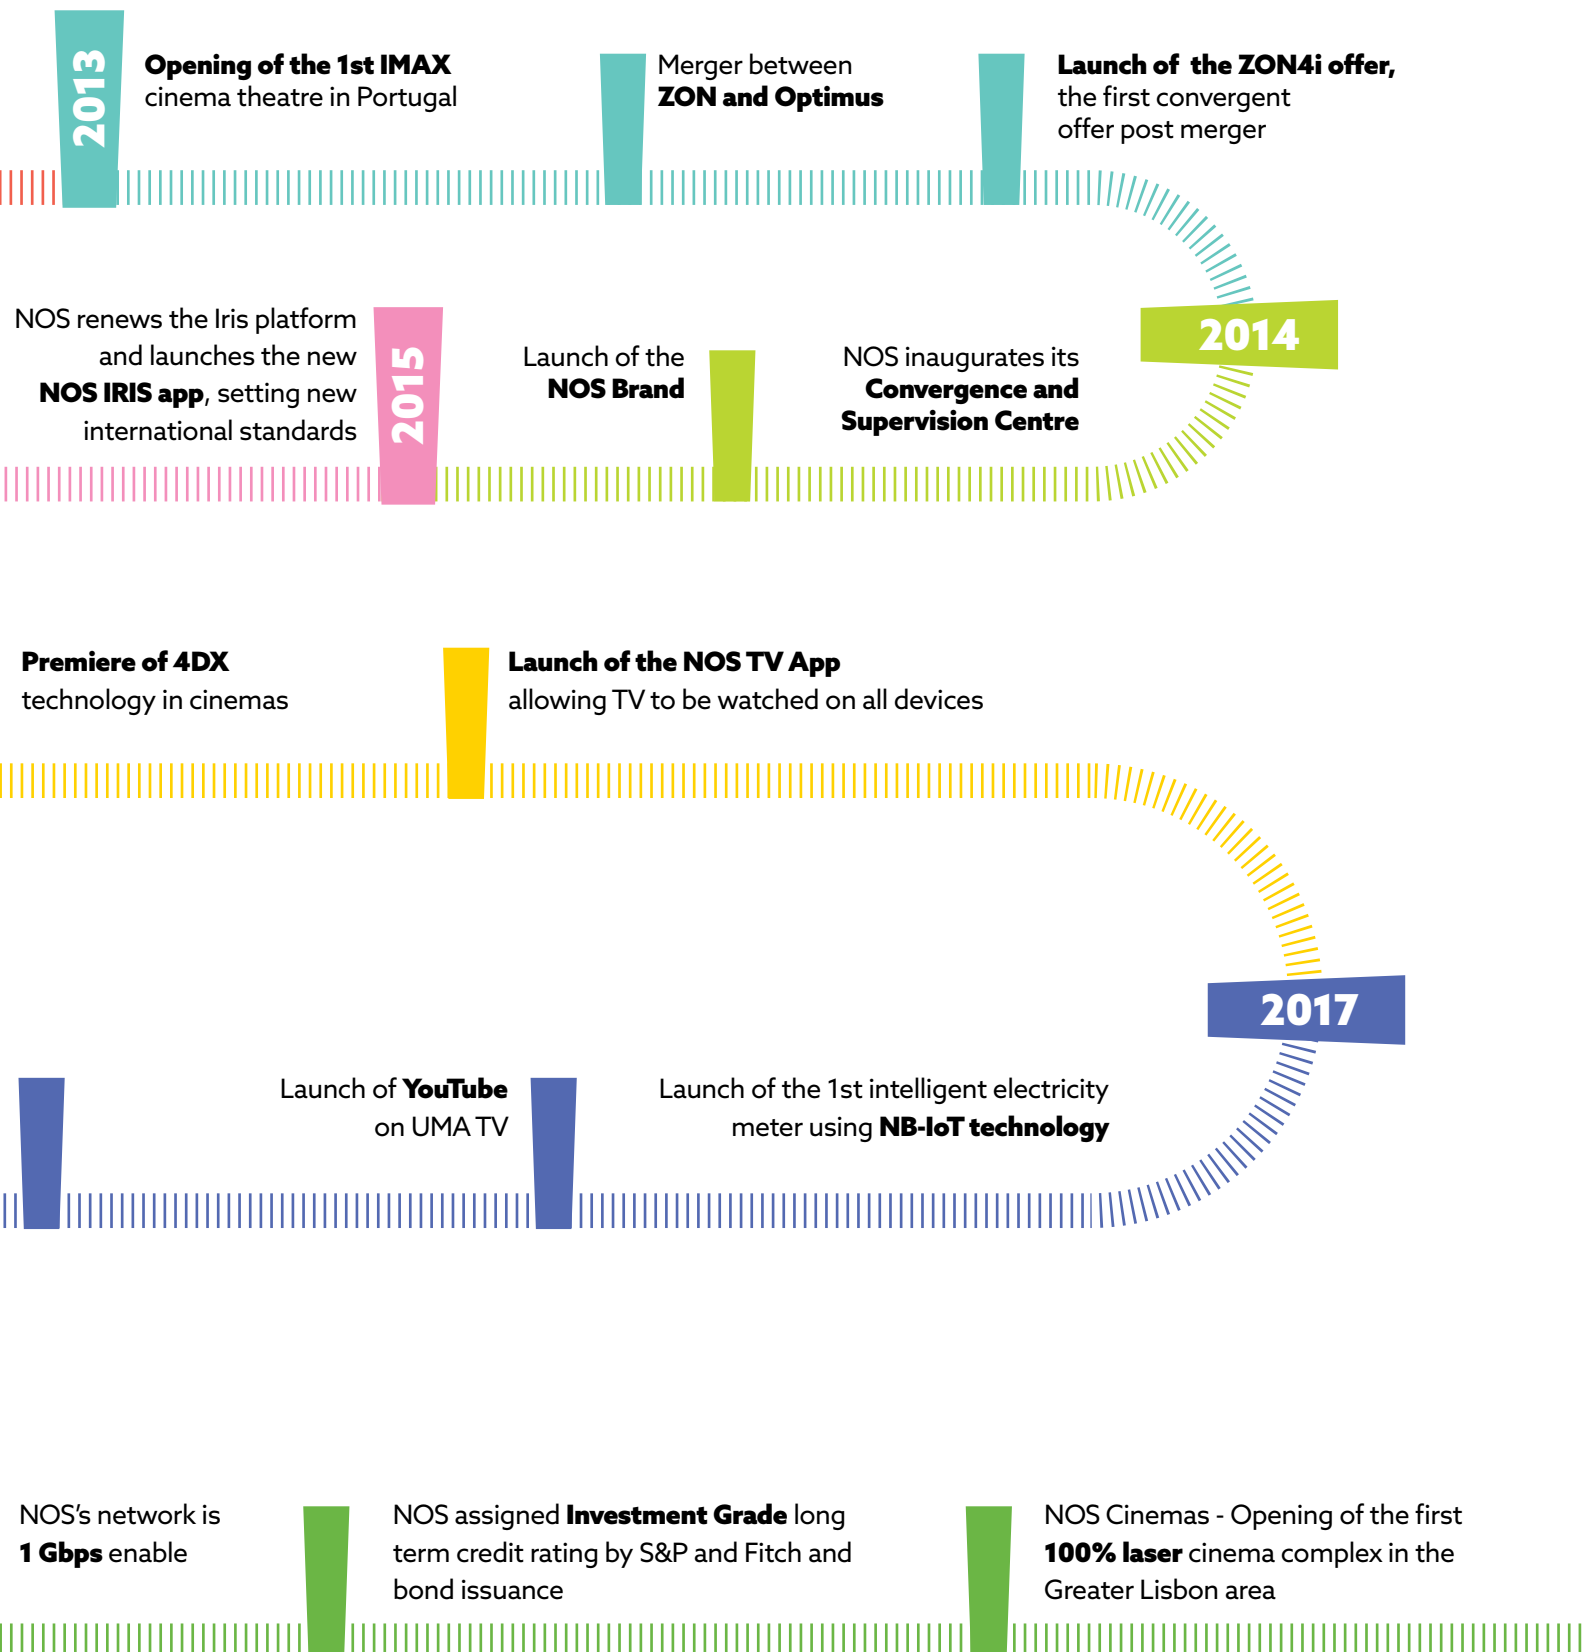 2013
Opening of the 1st IMAX
cinema theatre in Portugal
Merger between
ZON and Optimus
Launch of the ZON4i offer,
the first convergent
offer post merger
2014
NOS inaugurates its
Convergence and
Supervision Centre
Launch of the
NOS Brand
2015
NOS renews the Iris platform
and launches the new
NOS IRIS app, setting new
international standards
Premiere of 4DX
technology in cinemas
Launch of the NOS TV App
allowing TV to be watched on all devices
2017
Launch of the 1st intelligent electricity
meter using NB-IoT technology
Launch of YouTube
on UMA TV
NOS's network is
1 Gbps enable
NOS assigned Investment Grade long
term credit rating by S&P and Fitch and
bond issuance
NOS Cinemas - Opening of the first
100% laser cinema complex in the
Greater Lisbon area